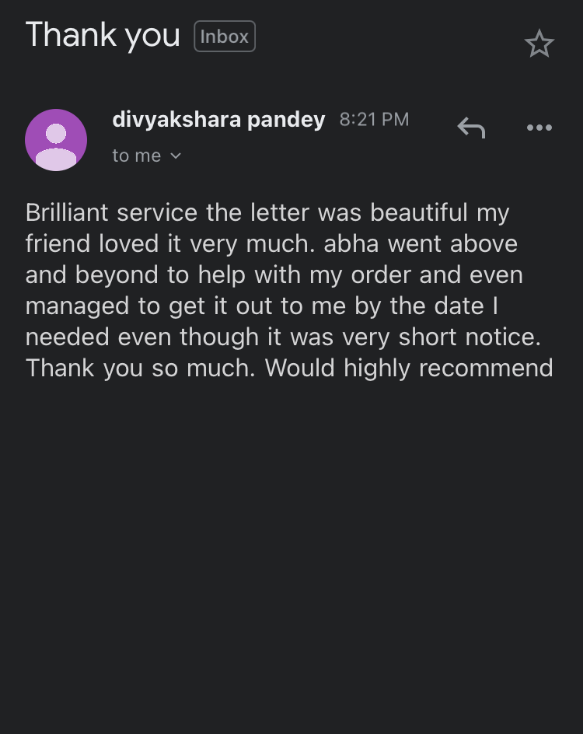 Thank you Inbox
divyakshara pandey 8:21 PM
to me
Brilliant service the letter was beautiful my
friend loved it very much. abha went above
and beyond to help with my order and even
managed to get it out to me by the date I
needed even though it was very short notice.
Thank you so much. Would highly recommend